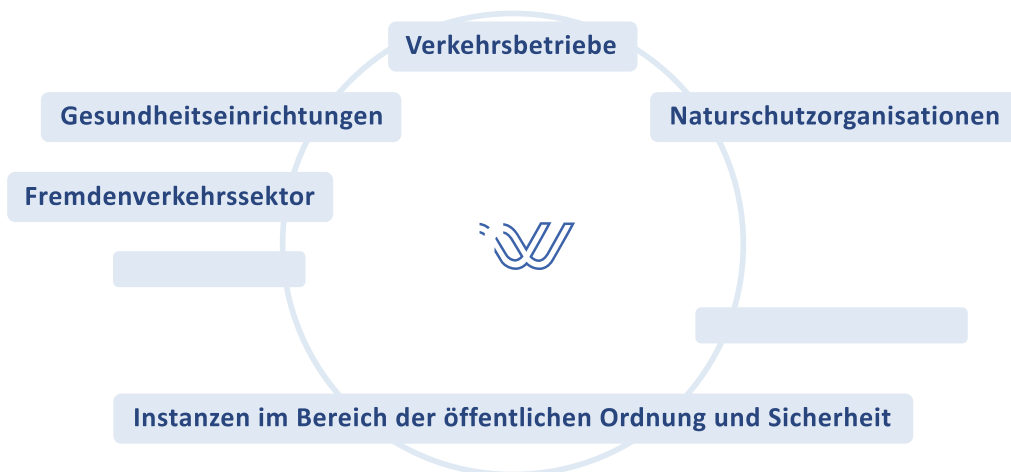 Verkehrsbetriebe
Gesundheitseinrichtungen
Naturschutzorganisationen
Fremdenverkehrssektor
Instanzen im Bereich der öffentlichen Ordnung und Sicherheit